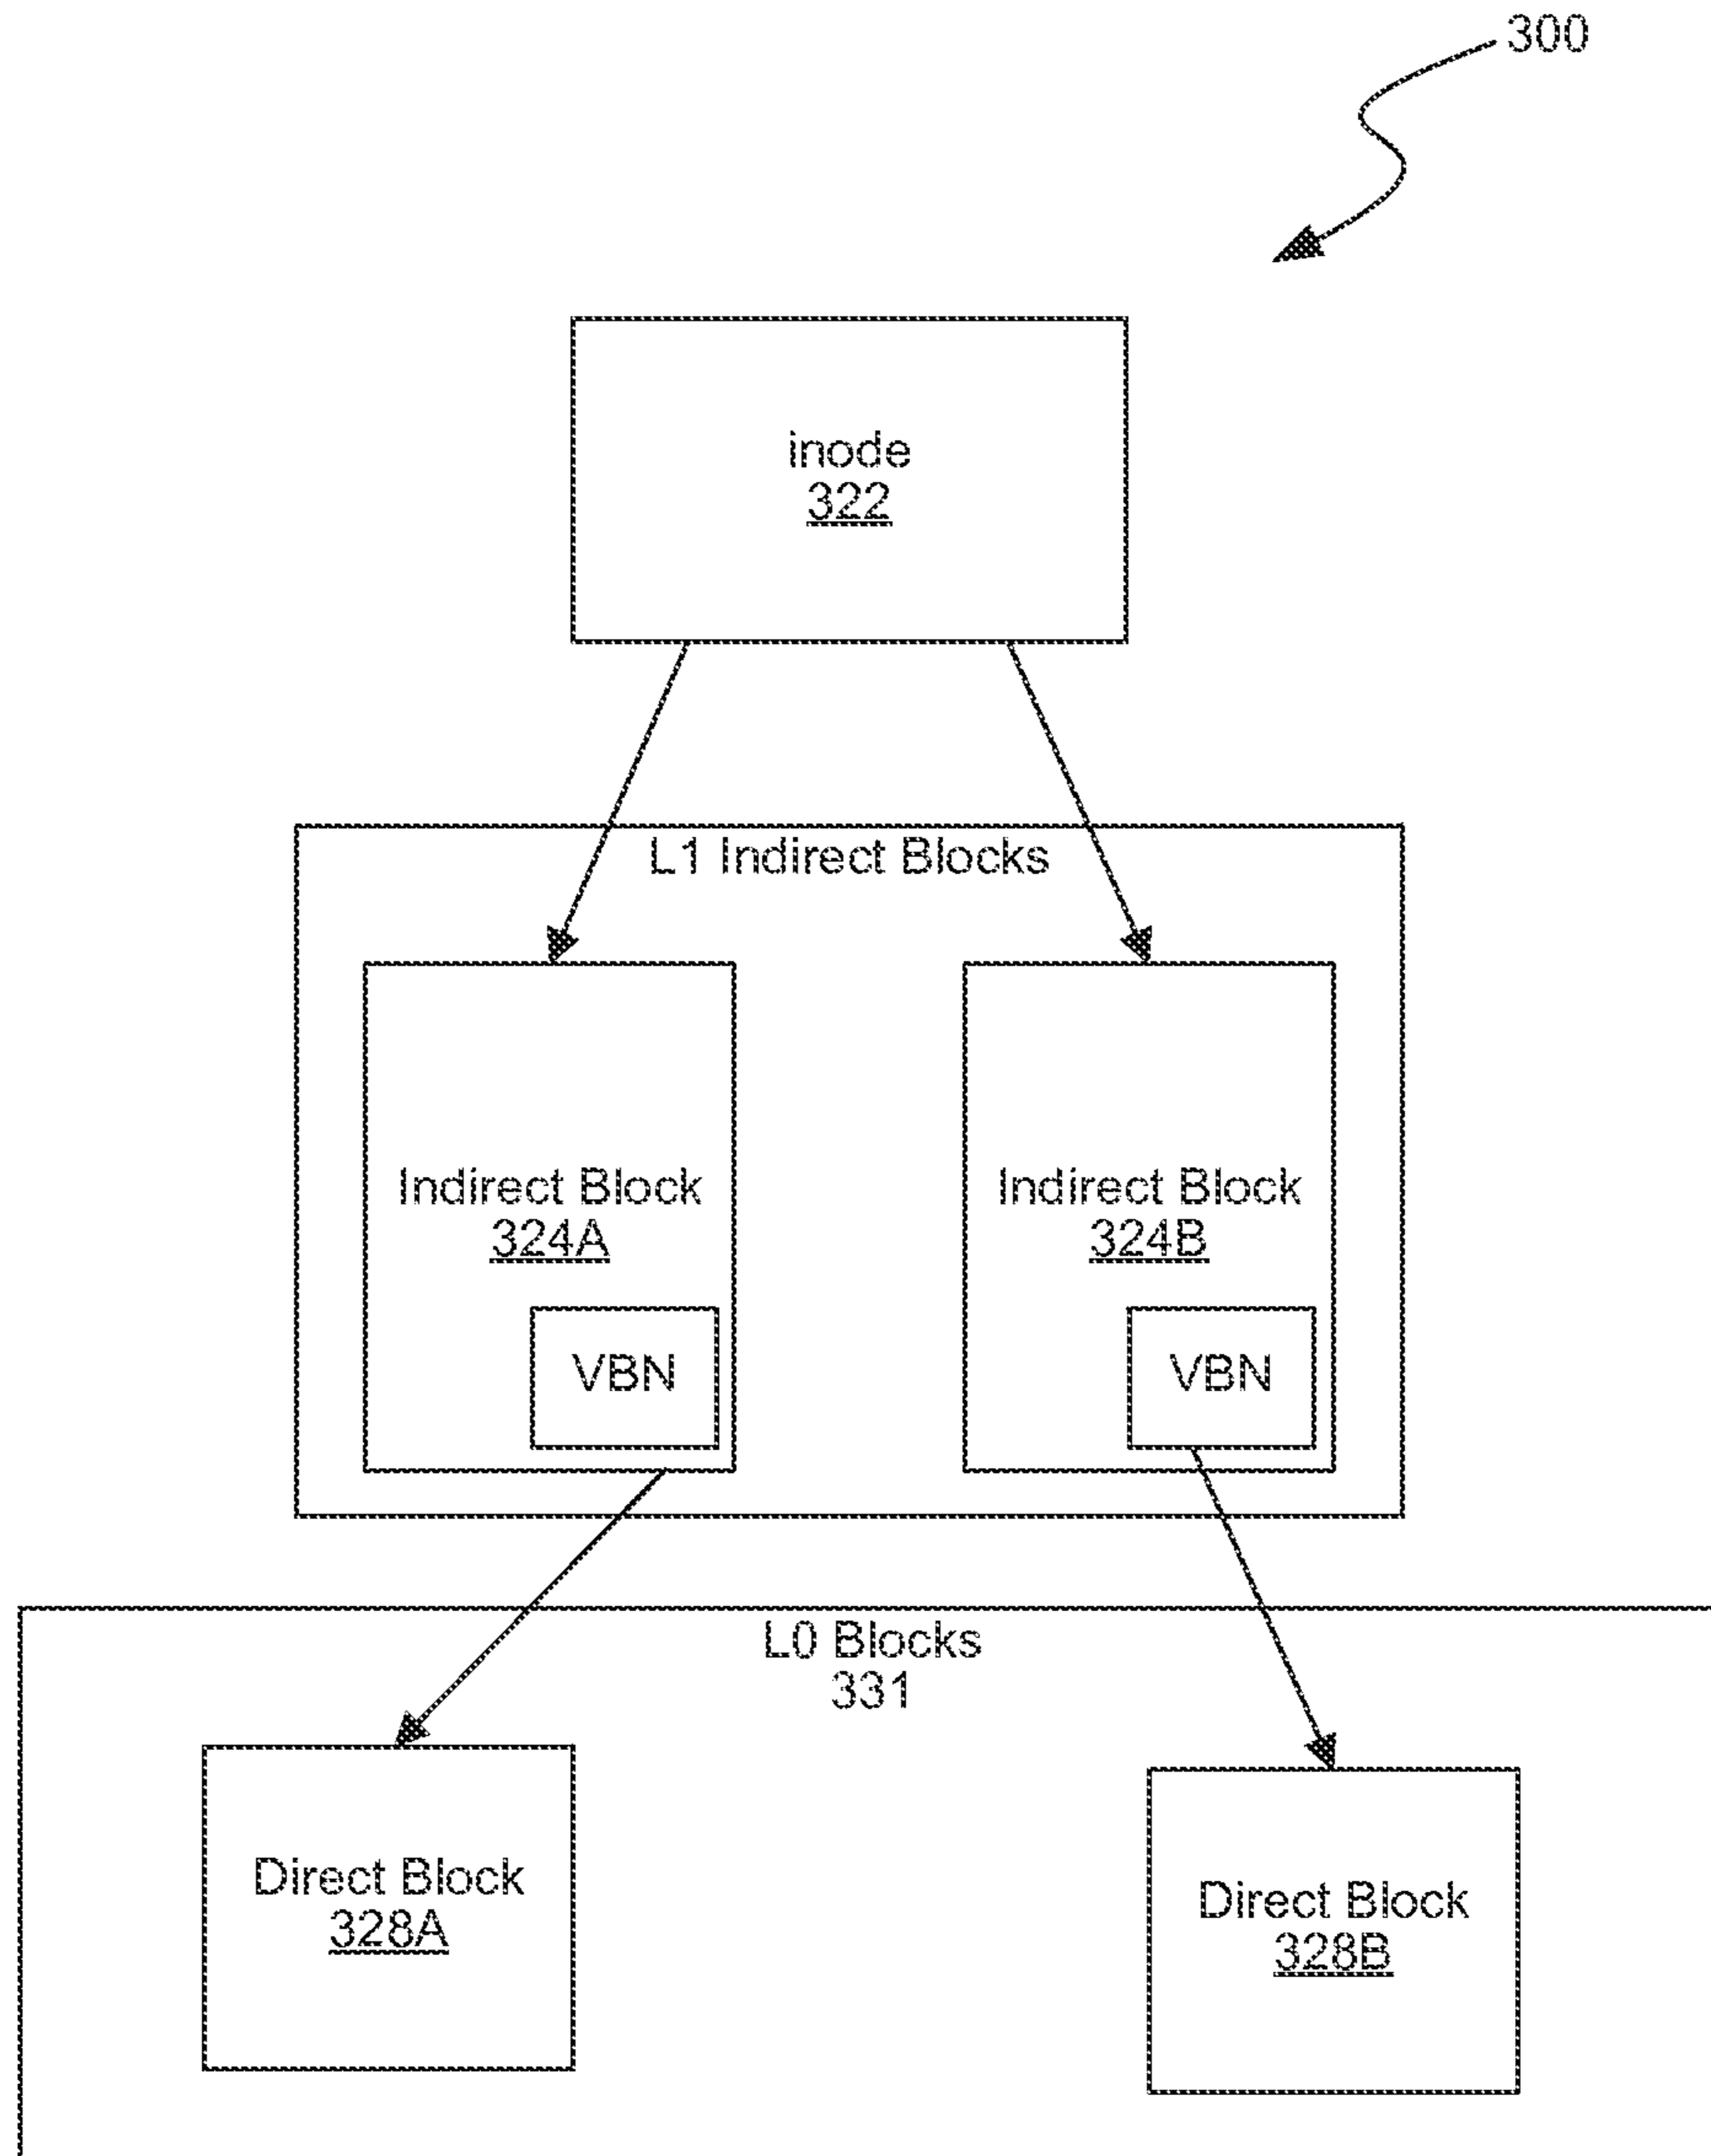 300
inode
322
L1 Indirect Blocks
Indirect Block
324A
VBN
Indirect Block
324B
VBN
L0 Blocks
331
Direct Block
328A
Direct Block
328B